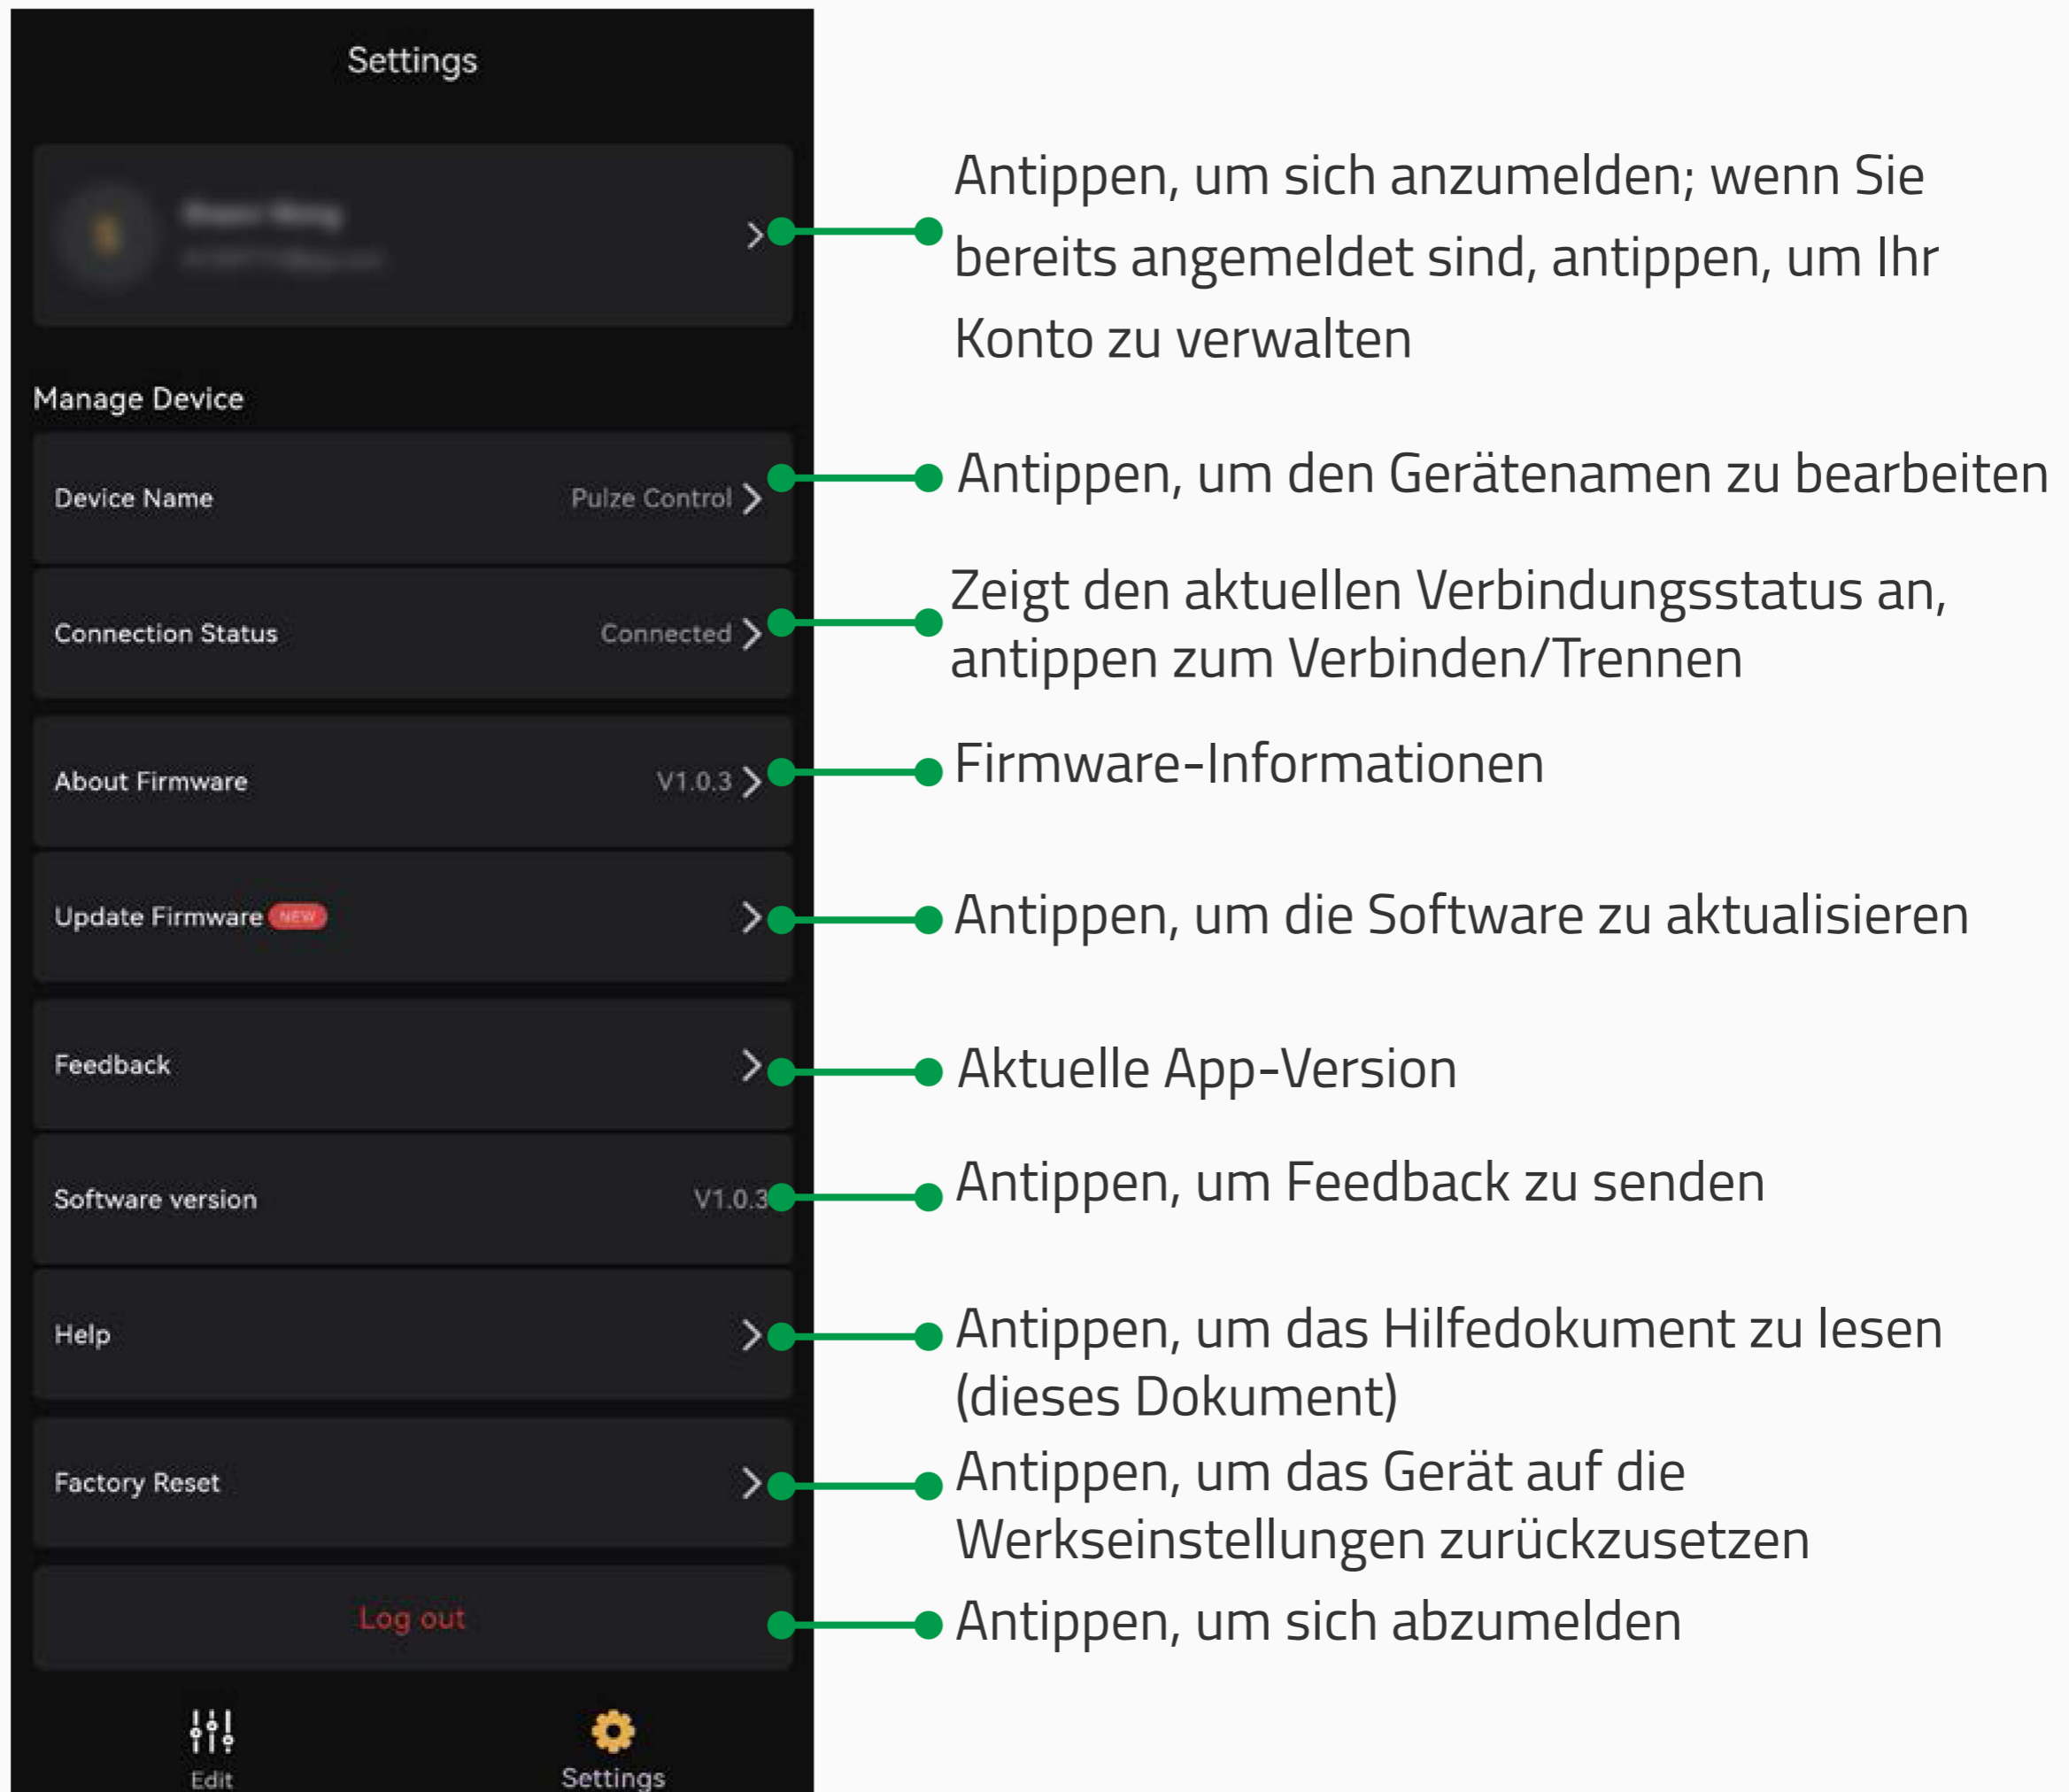 Settings
Antippen, um sich anzumelden; wenn Sie
bereits angemeldet sind, antippen, um Ihr
Konto zu verwalten
Manage Device
Device Name
Pulze Control
Antippen, um den Gerätenamen zu bearbeiten
Connection Status
Connected
Zeigt den aktuellen Verbindungsstatus an,
antippen zum Verbinden/Trennen
About Firmware
V1.0.3
Firmware-Informationen
Update Firmware NEW
Antippen, um die Software zu aktualisieren
Feedback
Aktuelle App-Version
Software version
V1.0.3
Antippen, um Feedback zu senden
Help
Antippen, um das Hilfedokument zu lesen
(dieses Dokument)
Factory Reset
Antippen, um das Gerät auf die
Werkseinstellungen zurückzusetzen
Log out
Antippen, um sich abzumelden
Edit
Settings